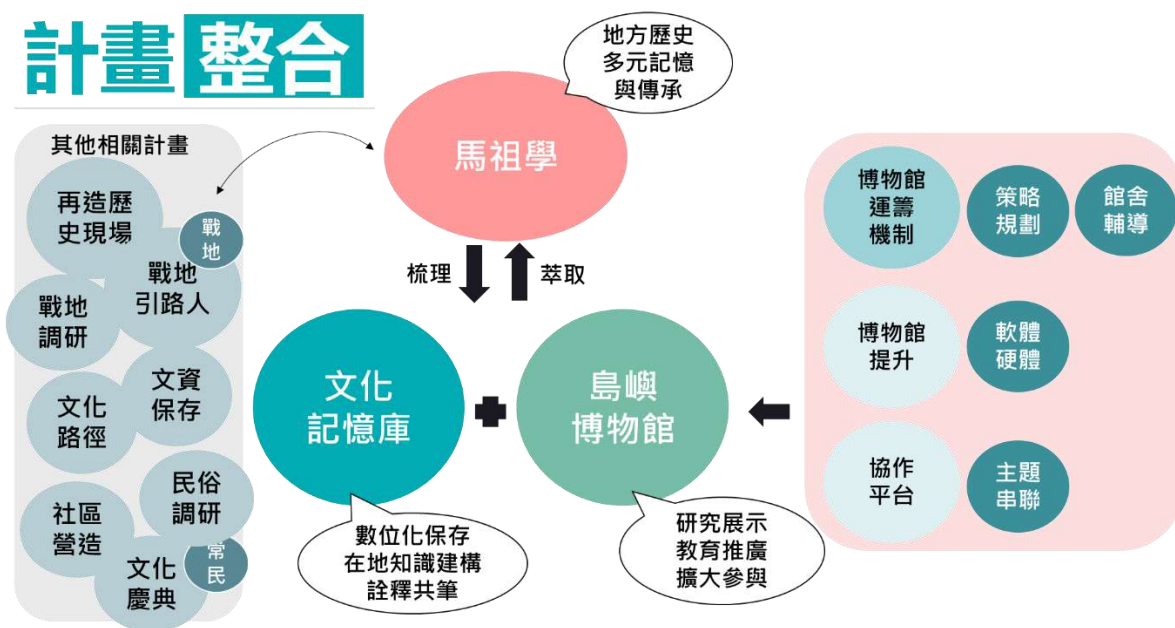 計畫整合
地方歷史
多元記憶
與傳承
馬祖學
其他相關計畫
再造歷
史現場
戰地
戰地
引路人
戰地
調研
文資
保存
文化
路徑
民俗
調研
社區
營造
常民
文化
慶典
梳理
萃取
文化
記憶庫
島嶼
博物館
數位化保存
在地知識建構
詮釋共筆
研究展示
教育推廣
擴大參與
博物館
運籌
機制
策略
規劃
館舍
輔導
博物館
提升
軟體
硬體
協作
平台
主題
串聯